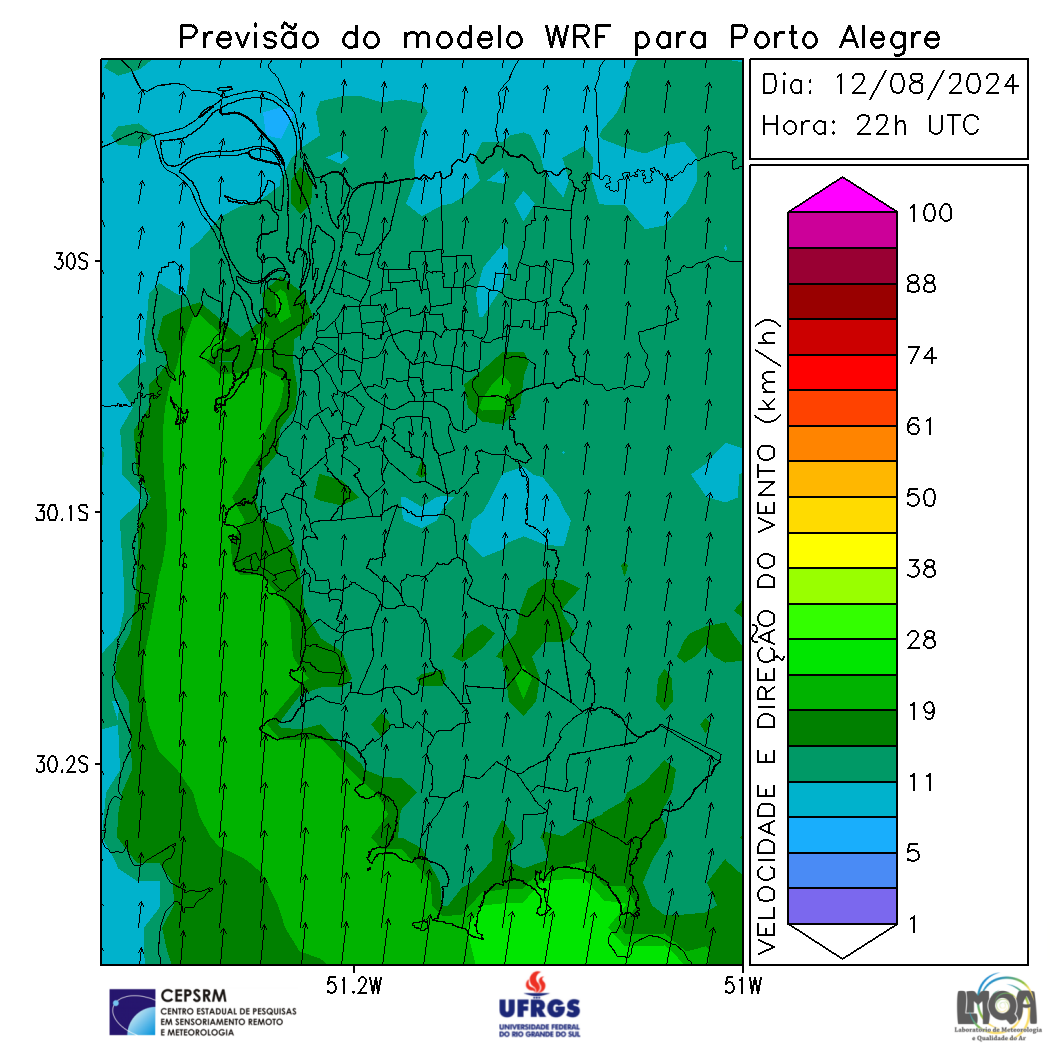 Previsão do modelo WRF para Porto Alegre
Dia: 12/08/2024
Hora: 22h UTC
30S
30.1S
30.2S
51.2W
51W
VELOCIDADE E DIREÇÃO DO VENTO (km/h)
100
88
74
61
50
38
28
19
11
5
1
CEPSRM
CENTRO ESTADUAL DE PESQUISAS
EM SENSORIAMENTO REMOTO
E METEOROLOGIA
UFRGS
UNIVERSIDADE FEDERAL
DO RIO GRANDE DO SUL
LMQA
Laboratório de Meteorologia
e Qualidade do Ar